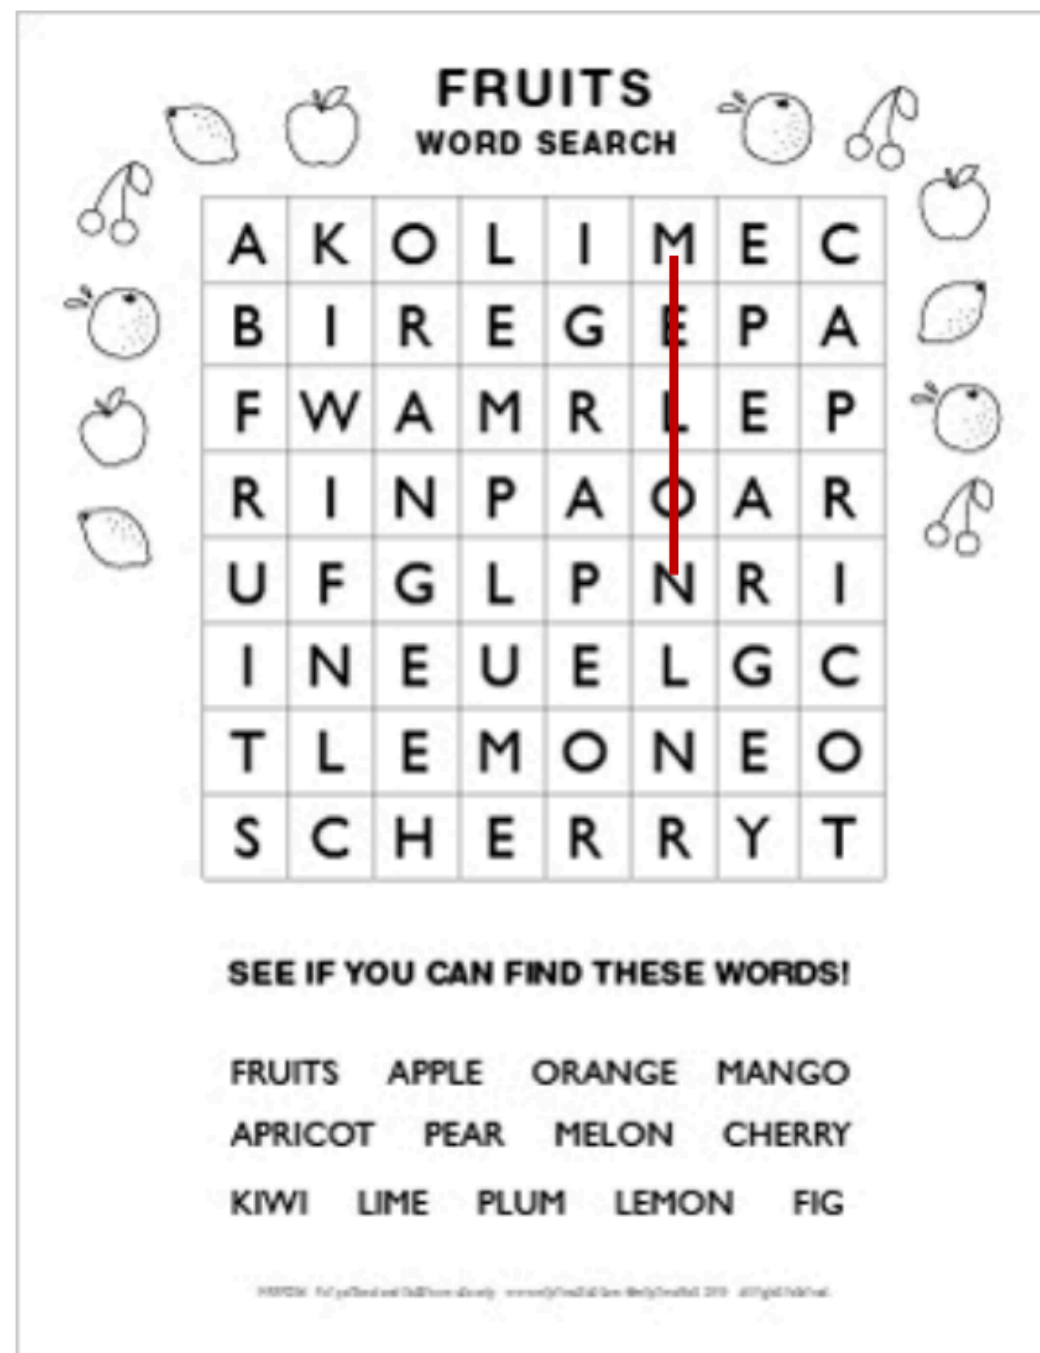 FRUITS
WORD SEARCH
A K O L I M E C
B I R E G E P A
F W A M R L E P
R I N P A O A R
U F G L P N R I
I N E U E L G C
T L E M O N E O
S C H E R R Y T
SEE IF YOU CAN FIND THESE WORDS!
FRUITS APPLE ORANGE MANGO
APRICOT PEAR MELON CHERRY
KIWI LIME PLUM LEMON FIG